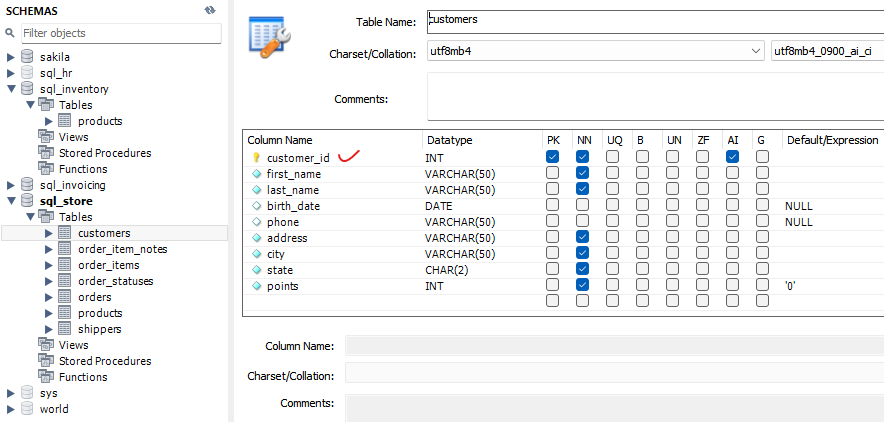 SCHEMAS
Filter objects
sakila
sql_hr
sql_inventory
Tables
products
Views
Stored Procedures
Functions
sql_invoicing
sql_store
Tables
customers
order_item_notes
order_items
order_statuses
orders
products
shippers
Views
Stored Procedures
Functions
sys
world
Table Name: customers
Charset/Collation: utf8mb4 utf8mb4_0900_ai_ci
Comments:
Column Name Datatype PK NN UQ B UN ZF AI G Default/Expression
customer_id INT
first_name VARCHAR(50)
last_name VARCHAR(50)
birth_date DATE NULL
phone VARCHAR(50) NULL
address VARCHAR(50)
city VARCHAR(50)
state CHAR(2)
points INT '0'
Column Name:
Charset/Collation:
Comments: